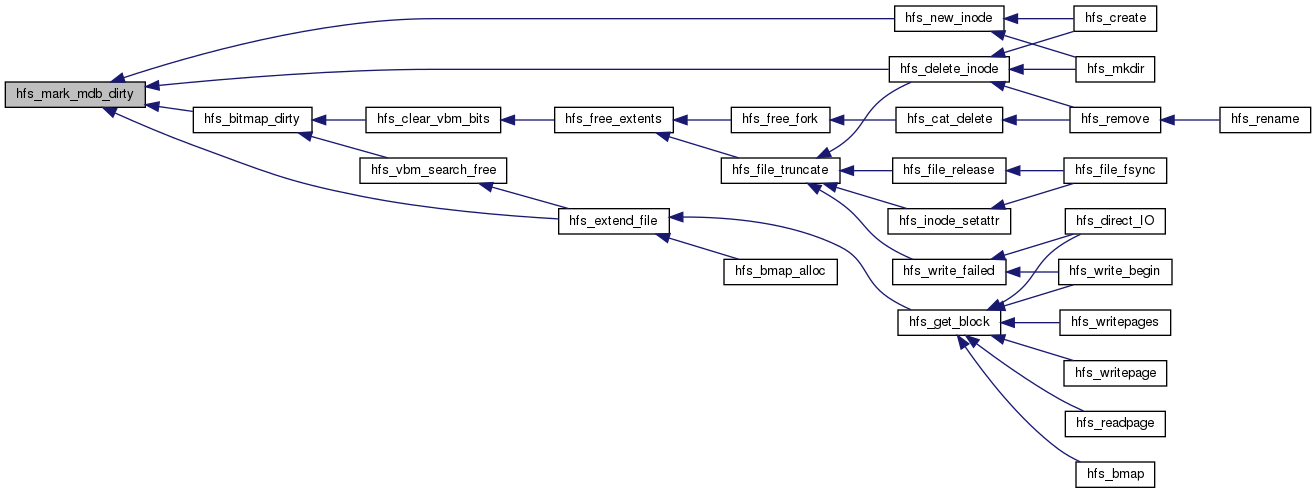 hfs_new_inode
hfs_create
hfs_delete_inode
hfs_mkdir
hfs_mark_mdb_dirty
hfs_bitmap_dirty
hfs_clear_vbm_bits
hfs_free_extents
hfs_free_fork
hfs_cat_delete
hfs_remove
hfs_rename
hfs_vbm_search_free
hfs_file_truncate
hfs_file_release
hfs_file_fsync
hfs_extend_file
hfs_inode_setattr
hfs_direct_IO
hfs_bmap_alloc
hfs_write_failed
hfs_write_begin
hfs_get_block
hfs_writepages
hfs_writepage
hfs_readpage
hfs_bmap